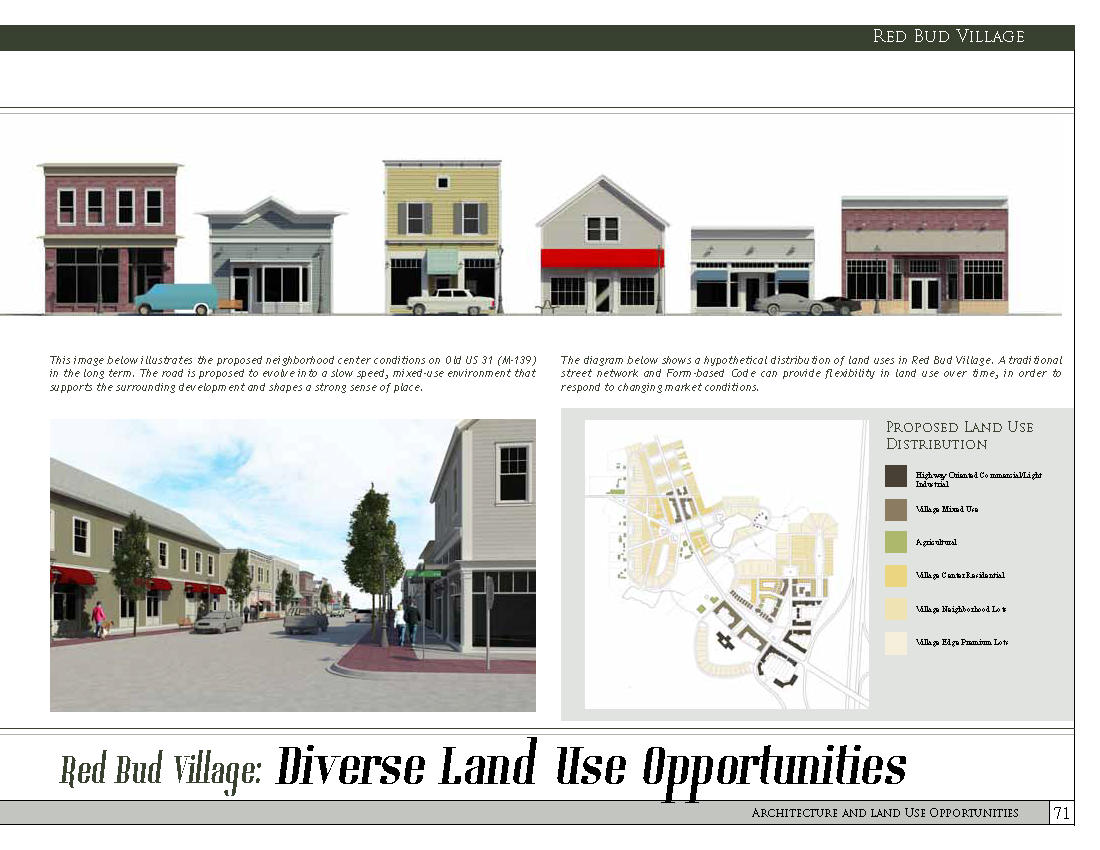 Red Bud Village
This image below illustrates the proposed neighborhood center conditions on Old US 31 (M-139)
in the long term. The road is proposed to evolve into a slow speed, mixed-use environment that
supports the surrounding development and shapes a strong sense of place.
The diagram below shows a hypothetical distribution of land uses in Red Bud Village. A traditional
street network and Form-based Code can provide flexibility in land use over time, in order to
respond to changing market conditions.
Proposed Land Use
Distribution
Highway Oriented Commercial/Light
Industrial
Village Mixed Use
Agricultural
Village Center Residential
Village Neighborhood Lots
Village Edge Premium Lots
Red Bud Village: Diverse Land Use Opportunities
Architecture and land Use Opportunities 71